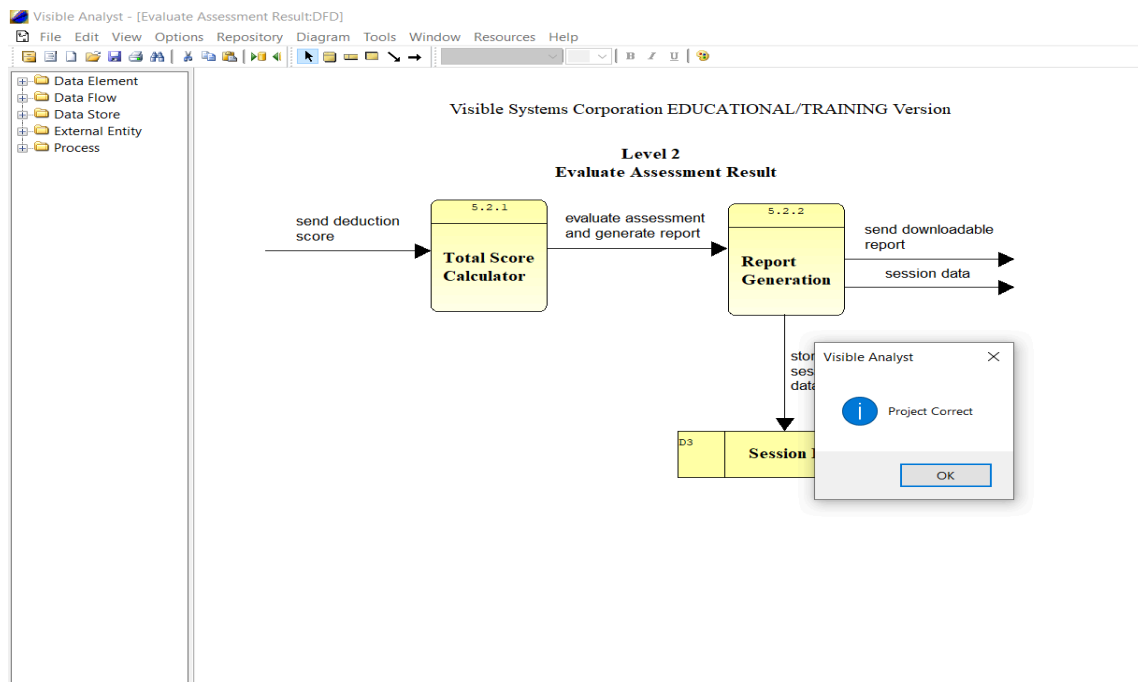 Visible Analyst - [Evaluate Assessment Result:DFD]
File Edit View Options Repository Diagram Tools Window Resources Help
B I U
Data Element
Data Flow
Data Store
External Entity
Process
Visible Systems Corporation EDUCATIONAL/TRAINING Version
Level 2
Evaluate Assessment Result
send deduction
score
5.2.1
Total Score
Calculator
evaluate assessment
and generate report
5.2.2
Report
Generation
send downloadable
report
session data
Visible Analyst
Project Correct
OK
D3
Session